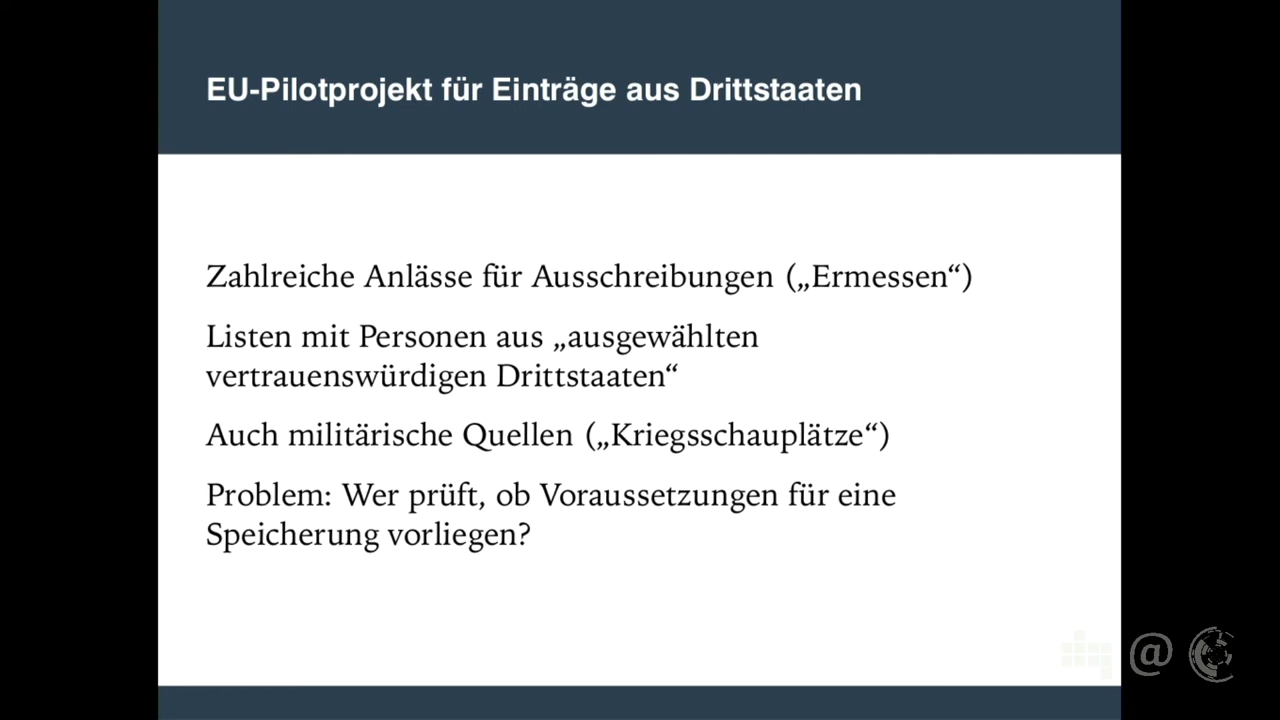 EU-Pilotprojekt für Einträge aus Drittstaaten
Zahlreiche Anlässe für Ausschreibungen („Ermessen“)
Listen mit Personen aus „ausgewählten
vertrauenswürdigen Drittstaaten“
Auch militärische Quellen („Kriegsschauplätze“)
Problem: Wer prüft, ob Voraussetzungen für eine
Speicherung vorliegen?
@